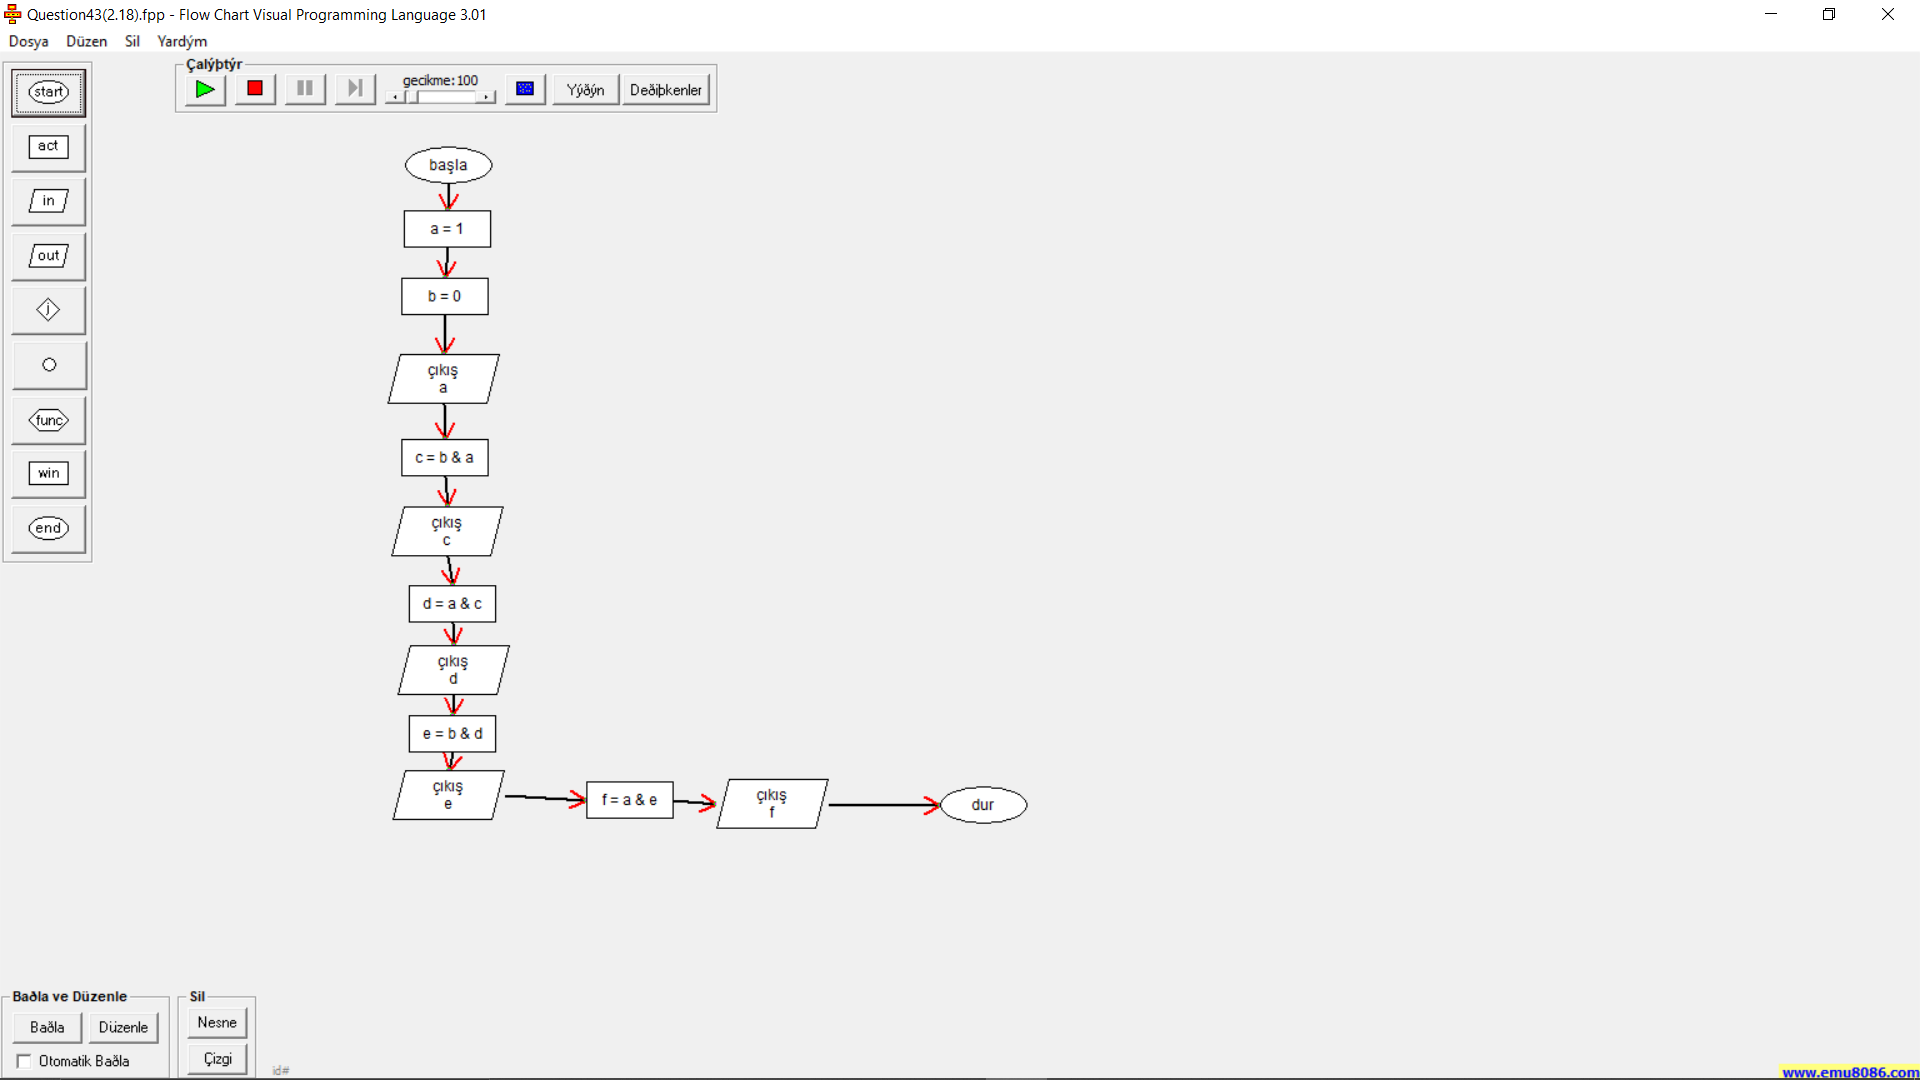 Question43(2.18).fpp - Flow Chart Visual Programming Language 3.01
Dosya Düzen Sil Yardým
Çalýþtýr
gecikme:100
Yýðýn
Deðiþkenler
start
act
in
out
j
func
win
end
başla
a = 1
b = 0
çıkış
a
c = b & a
çıkış
c
d = a & c
çıkış
d
e = b & d
çıkış
e
f = a & e
çıkış
f
dur
Baðla ve Düzenle
Baðla
Düzenle
Otomatik Baðla
Sil
Nesne
Çizgi
id#
www.emu8086.com